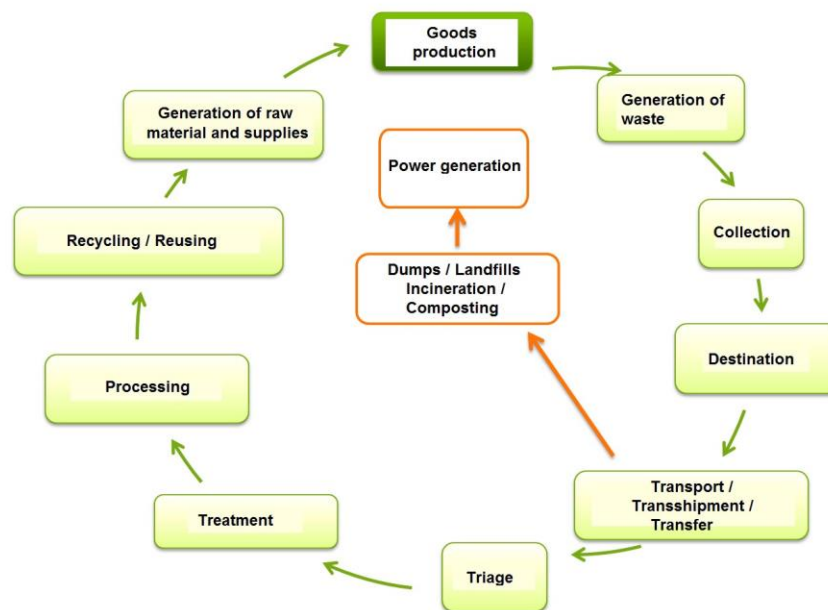 Goods
production
Generation of
waste
Collection
Destination
Transport /
Transshipment /
Transfer
Triage
Treatment
Processing
Recycling / Reusing
Generation of raw
material and supplies
Power generation
Dumps / Landfills
Incineration /
Composting